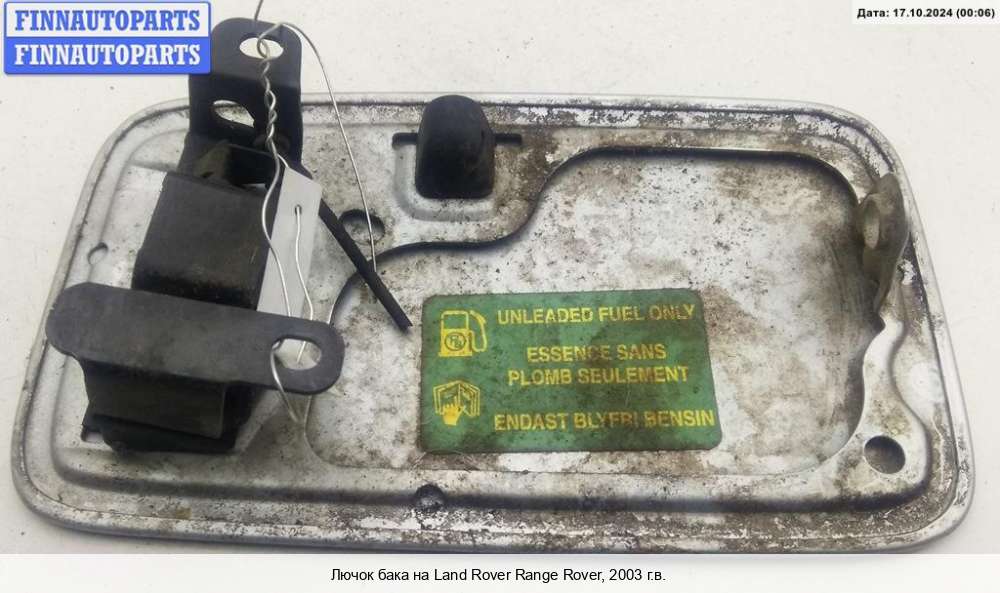 FINNAUTOPARTS
FINNAUTOPARTS
Дата: 17.10.2024 (00:06)
UNLEADED FUEL ONLY
ESSENCE SANS
PLOMB SEULEMENT
ENDAST BLYFRI BENSIN
Лючок бака на Land Rover Range Rover, 2003 г.в.